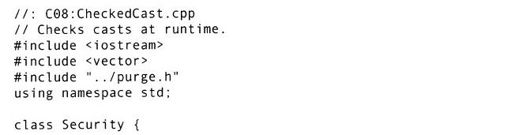 //: C08:CheckedCast.cpp
// Checks casts at runtime.
#include <iostream>
#include <vector>
#include "../purge.h"
using namespace std;
class Security {